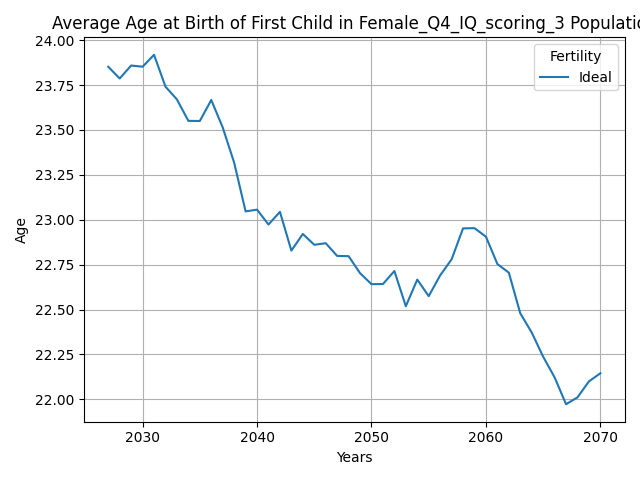 Average Age at Birth of First Child in Female_Q4_IQ_scoring_3
24.00
23.75
23.50
23.25
23.00
22.75
22.50
22.25
22.00
Age
Fertility
Ideal
2030 2040 2050 2060 2070
Years